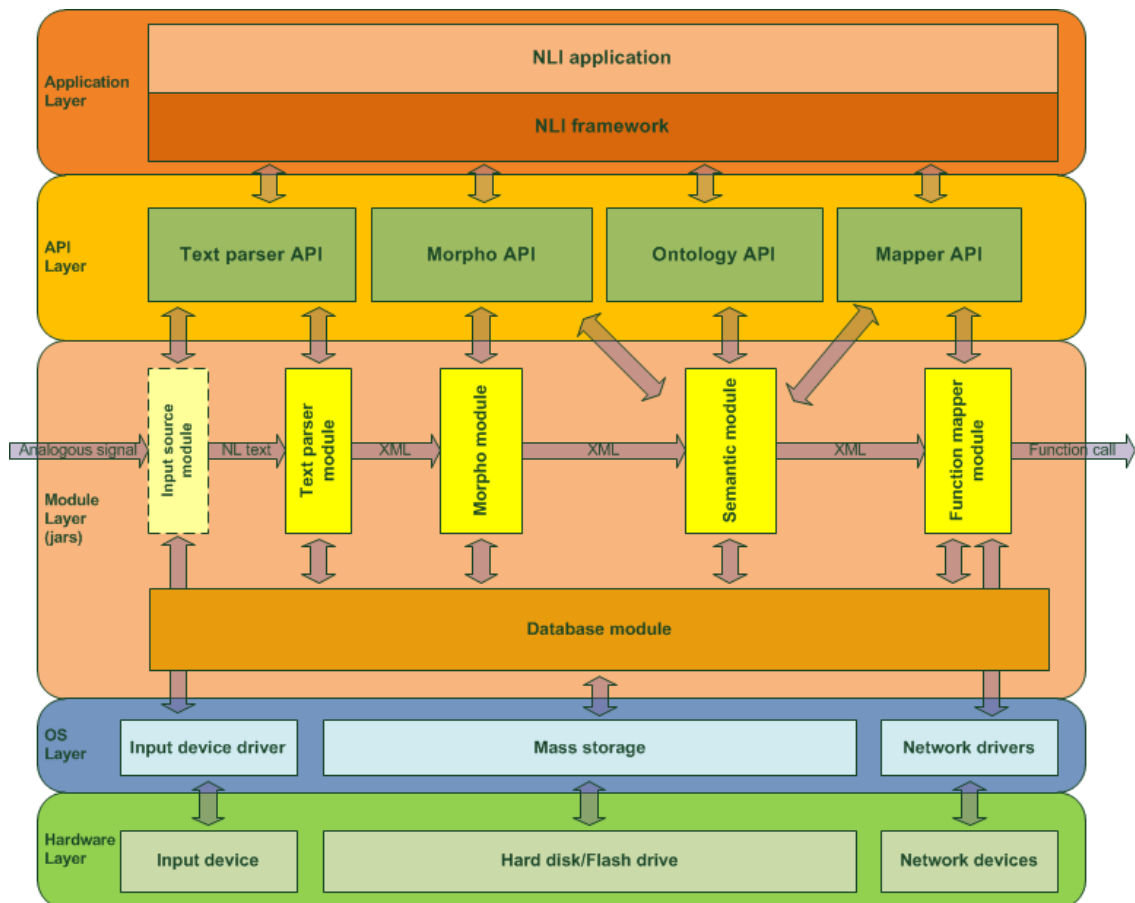 NLI application
Application
Layer
NLI framework
API
Layer
Text parser API
Morpho API
Ontology API
Mapper API
Input source
module
Text parser
module
Morpho module
Semantic module
Function mapper
module
Analogous signal
NL text
XML
XML
XML
Function call
Module
Layer
(jars)
Database module
OS
Layer
Input device driver
Mass storage
Network drivers
Hardware
Layer
Input device
Hard disk/Flash drive
Network devices